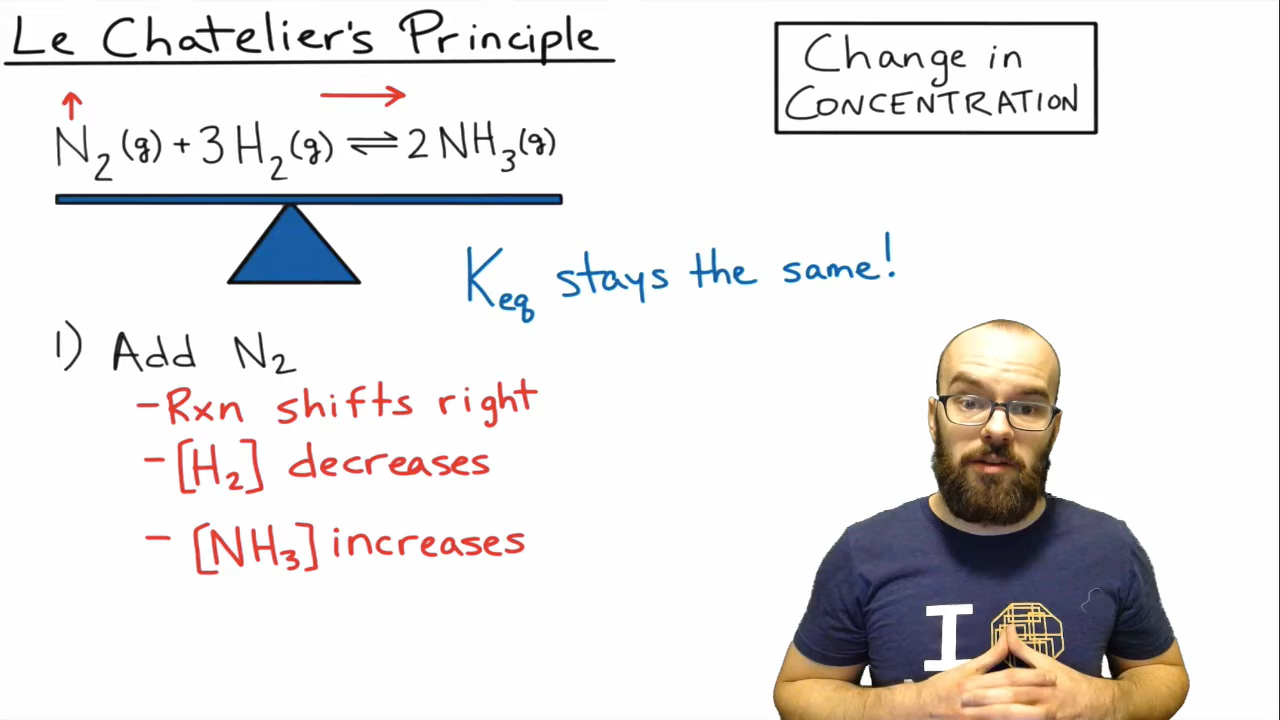 Le Chatelier's Principle
Change in
CONCENTRATION
N₂(g) + 3H₂(g) ⇌ 2NH₃(g)
Keq stays the same!
1) Add N₂
- Rxn shifts right
- [H₂] decreases
- [NH₃] increases
I